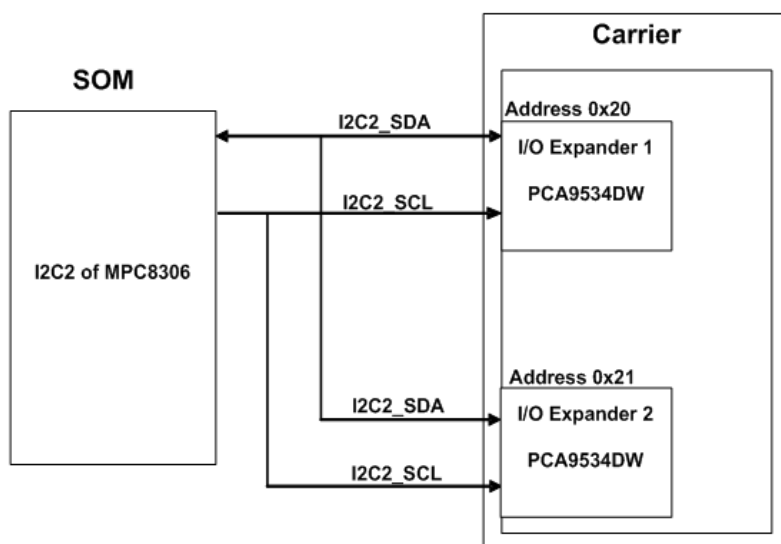 Carrier
SOM
Address 0x20
I2C2_SDA
I/O Expander 1
PCA9534DW
I2C2_SCL
I2C2 of MPC8306
Address 0x21
I2C2_SDA
I/O Expander 2
PCA9534DW
I2C2_SCL